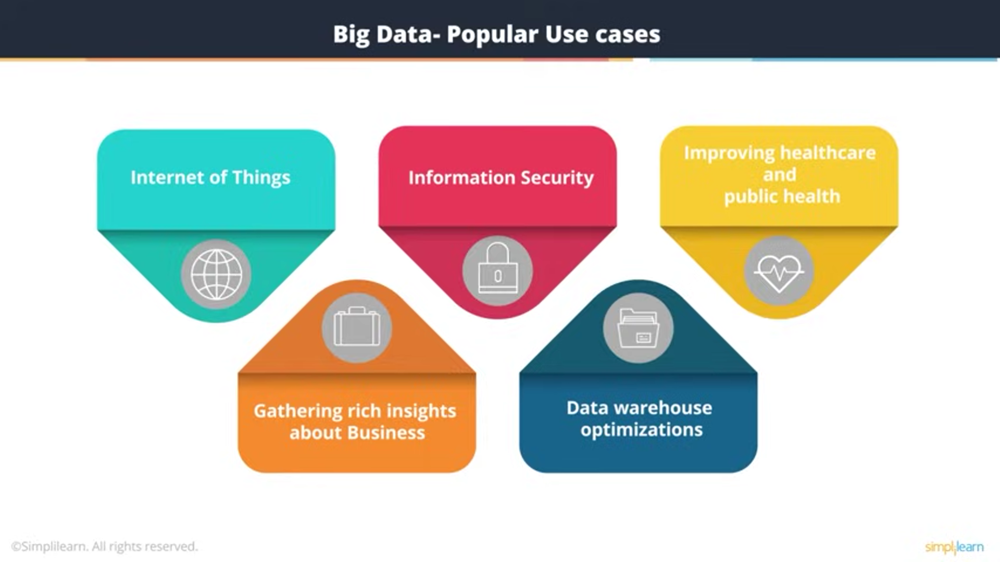 Big Data- Popular Use cases
Internet of Things
Information Security
Improving healthcare
and
public health
Gathering rich insights
about Business
Data warehouse
optimizations
©Simplilearn. All rights reserved.
simplilearn